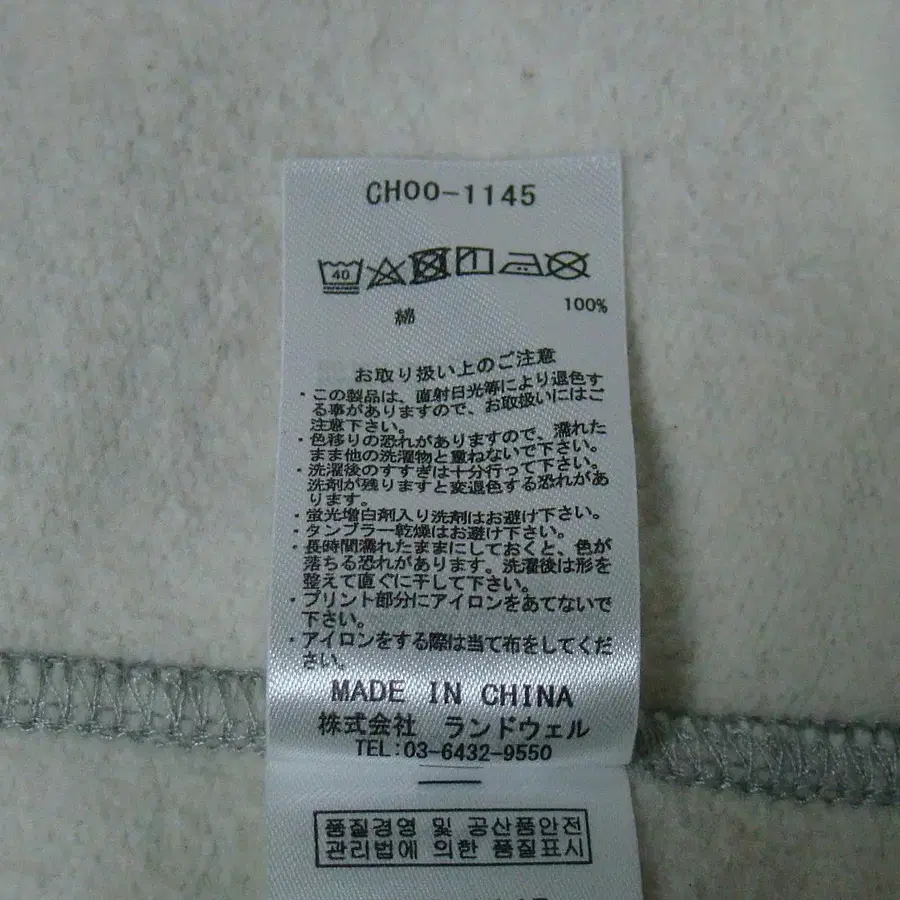 CH00-1145
40
綿 100%
お取り扱い上のご注意
・この製品は、直射日光等により退色す
る事がありますので、お取扱いにはご
注意下さい。
・色移りの恐れがありますので、濡れた
まま他の洗濯物と重ねないで下さい。
・洗濯後のすすぎは十分行って下さい。
洗剤が残りますと変退色する恐れがあ
ります。
・蛍光増白剤入り洗剤はお避け下さい。
・タンブラー乾燥はお避け下さい。
・長時間濡れたままにしておくと、色が
落ちる恐れがあります。洗濯後は形を
整えて直ぐに干して下さい。
・プリント部分にアイロンをあてないで
下さい。
・アイロンをする際は当て布をしてくだ
さい。
MADE IN CHINA
株式会社 ランドウェル
TEL:03-6432-9550
품질경영 및 공산품안전
관리법에 의한 품질표시